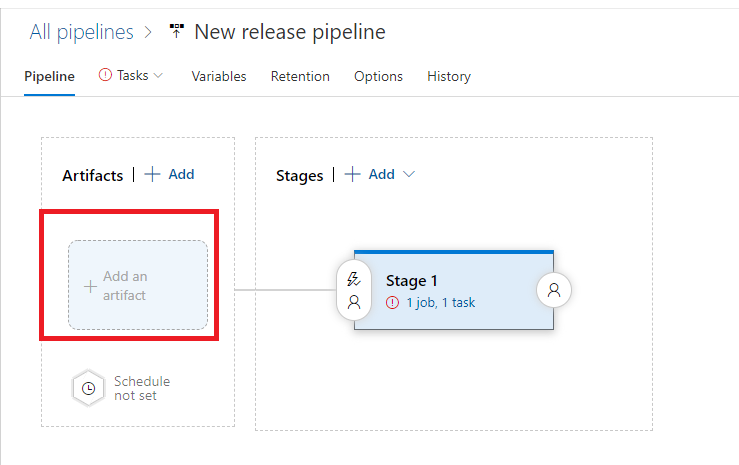 All pipelines > New release pipeline
Pipeline Tasks Variables Retention Options History
Artifacts | + Add
Stages | + Add
+ Add an
artifact
Stage 1
1 job, 1 task
Schedule
not set